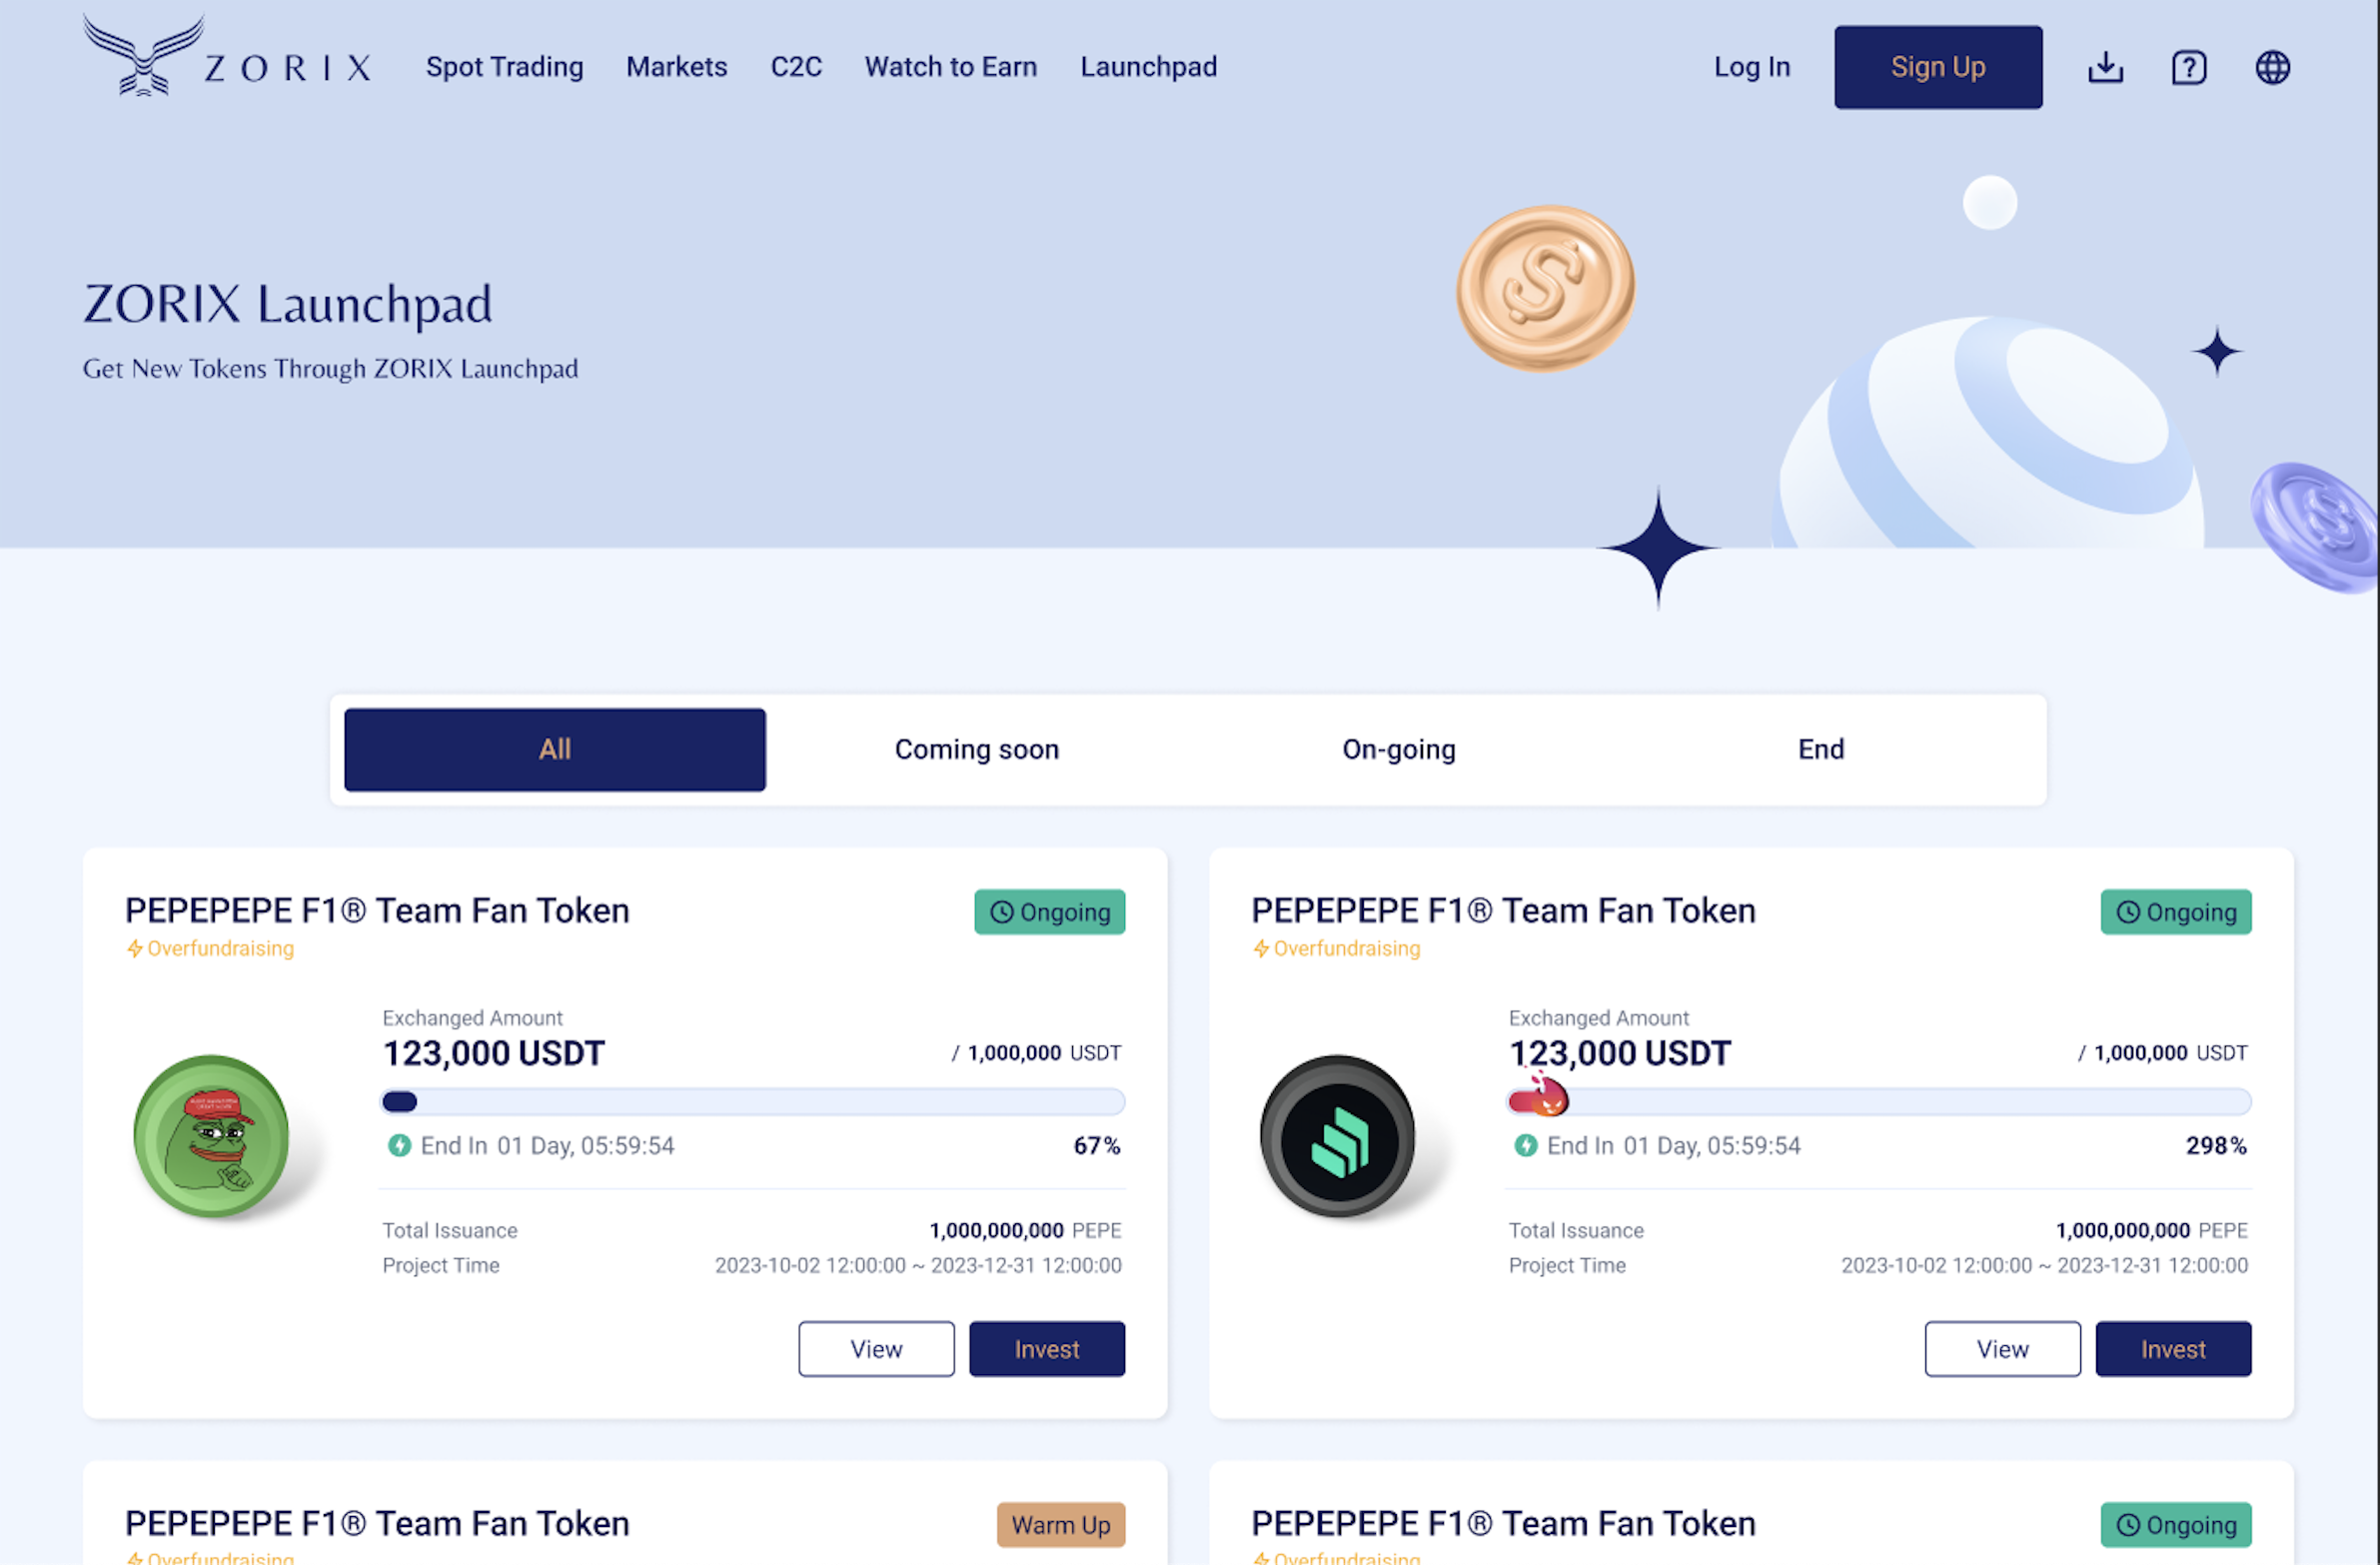 ZORIX Spot Trading Markets C2C Watch to Earn Launchpad Log In Sign Up
ZORIX Launchpad
Get New Tokens Through ZORIX Launchpad
All Coming soon On-going End
PEPEPEPE F1® Team Fan Token Ongoing
Overfundraising
Exchanged Amount
123,000 USDT / 1,000,000 USDT
End In 01 Day, 05:59:54 67%
Total Issuance 1,000,000,000 PEPE
Project Time 2023-10-02 12:00:00 ~ 2023-12-31 12:00:00
View Invest
PEPEPEPE F1® Team Fan Token Ongoing
Overfundraising
Exchanged Amount
123,000 USDT / 1,000,000 USDT
End In 01 Day, 05:59:54 298%
Total Issuance 1,000,000,000 PEPE
Project Time 2023-10-02 12:00:00 ~ 2023-12-31 12:00:00
View Invest
PEPEPEPE F1® Team Fan Token Warm Up
Overfundraising
PEPEPEPE F1® Team Fan Token Ongoing
Overfundraising